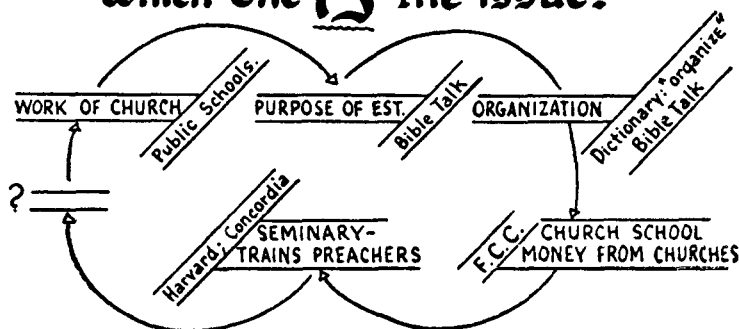 Which One IS The Issue?
WORK OF CHURCH
Public Schools.
PURPOSE OF EST.
Bible Talk
ORGANIZATION
Dictionary: "organize"
Bible Talk
?
Harvard; Concordia
SEMINARY-
TRAINS PREACHERS
F.C.C.
CHURCH SCHOOL
MONEY FROM CHURCHES